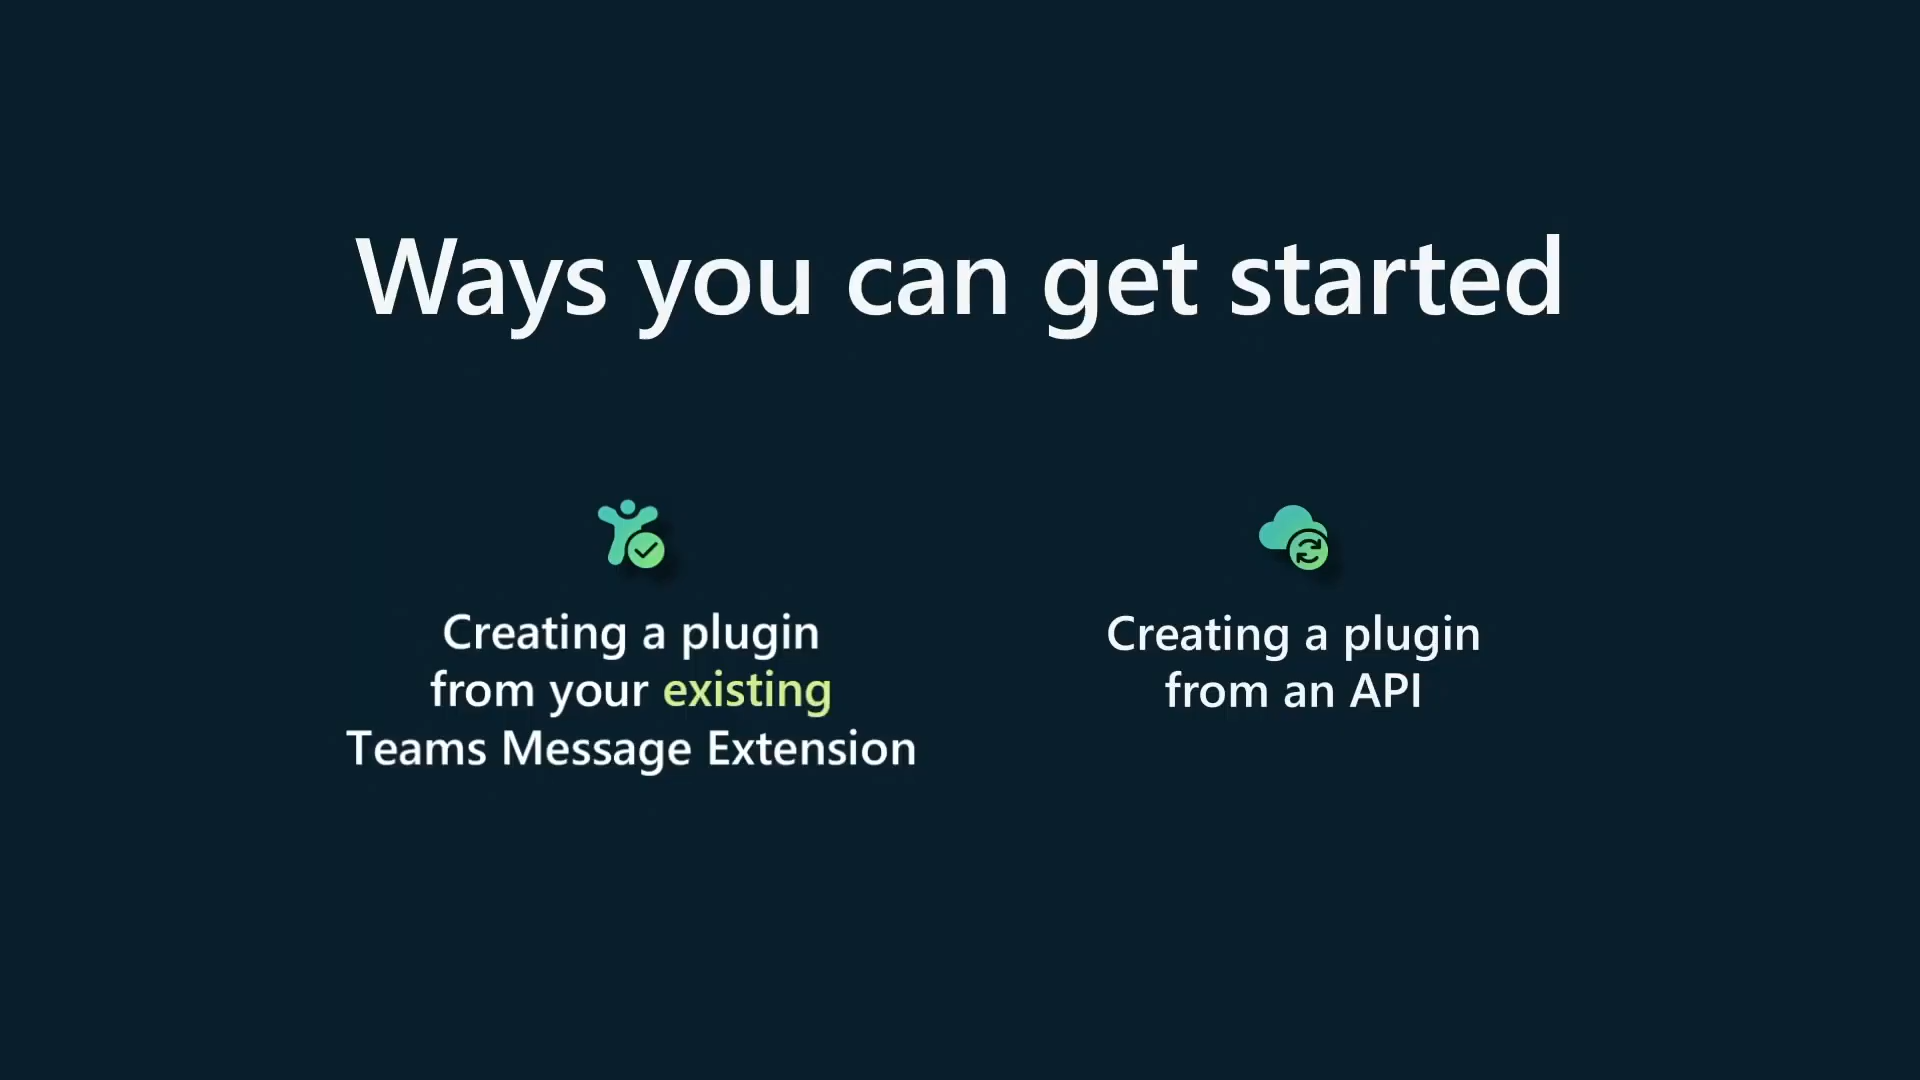 Ways you can get started
Creating a plugin
from your existing
Teams Message Extension
Creating a plugin
from an API